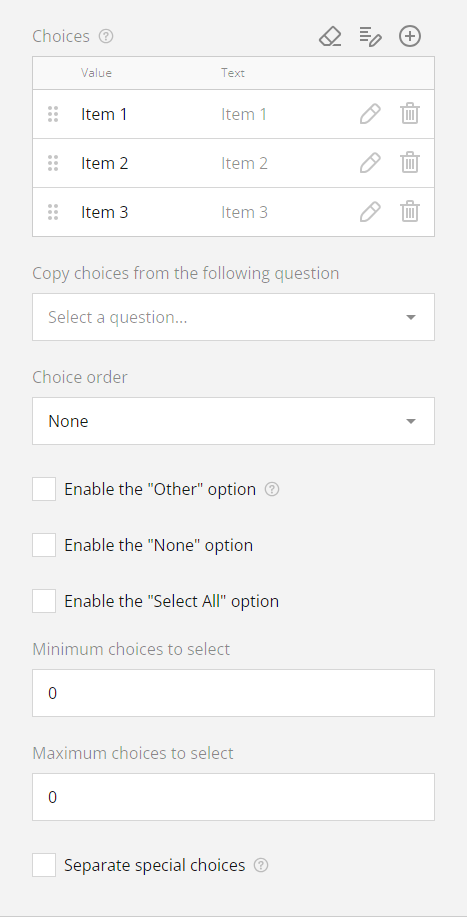 Choices
Value Text
Item 1 Item 1
Item 2 Item 2
Item 3 Item 3
Copy choices from the following question
Select a question...
Choice order
None
Enable the "Other" option
Enable the "None" option
Enable the "Select All" option
Minimum choices to select
0
Maximum choices to select
0
Separate special choices